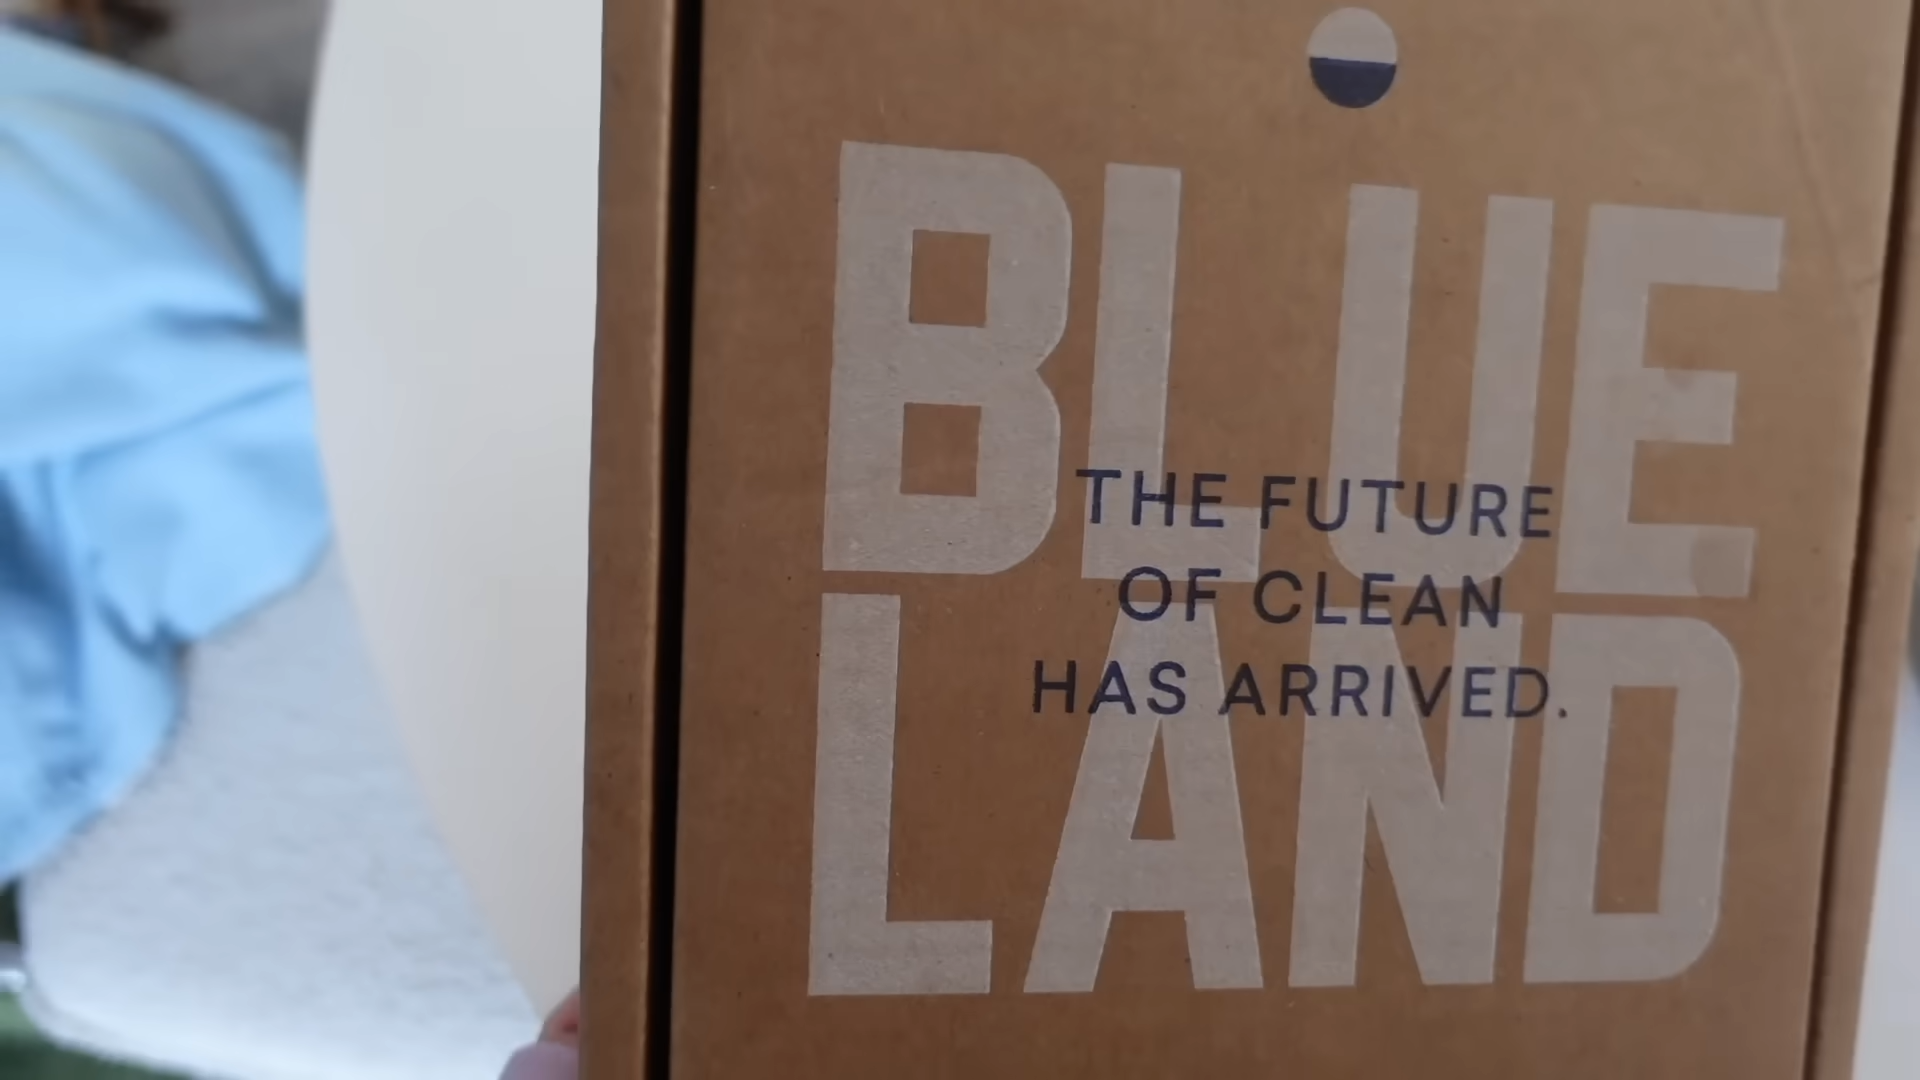 BLUE
LAND
THE FUTURE
OF CLEAN
HAS ARRIVED.